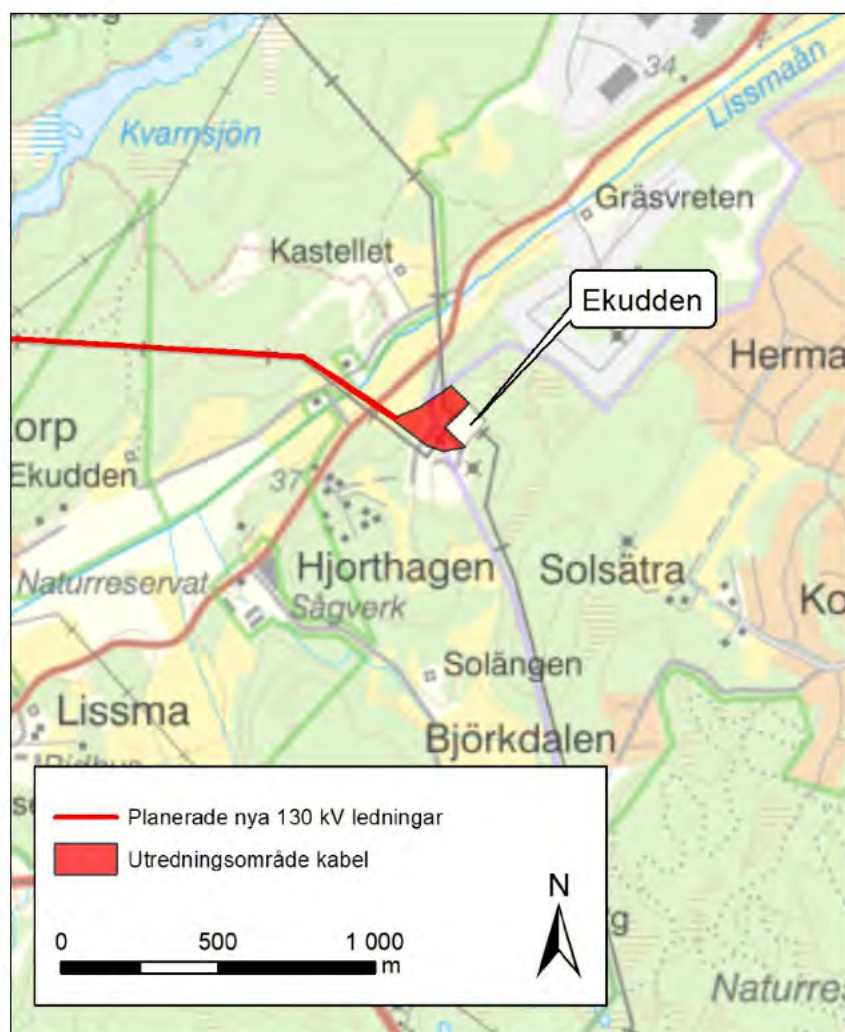 Kvarnsjön
34
Lissmaån
Gräsvreten
Kastellet
Ekudden
Herma
orp
Ekudden
37
Hjorthagen
Solsätra
Ko
Naturreservat
Sågverk
Solängen
Lissma
Björkdalen
Planerade nya 130 kV ledningar
Utredningsområde kabel
N
0 500 1 000
m
Naturres